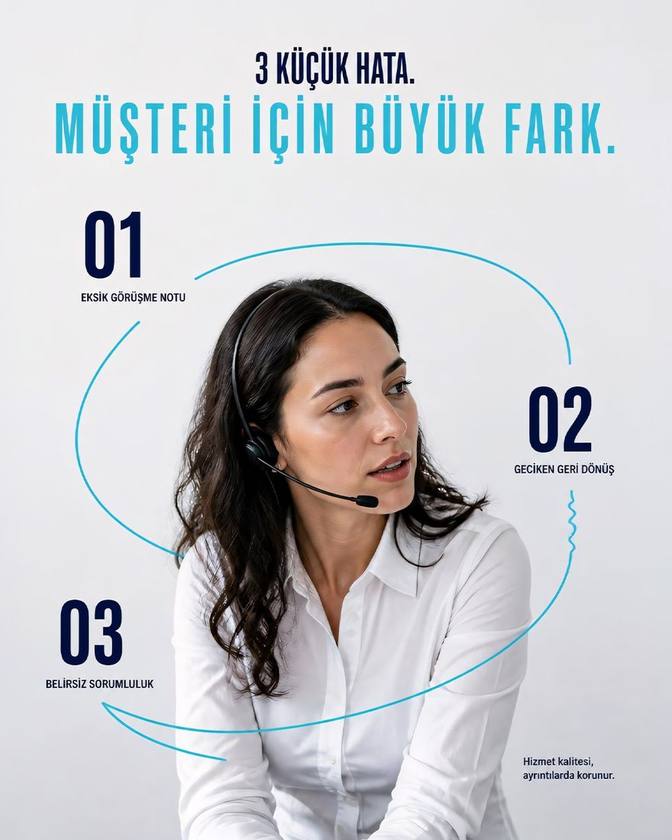 3 KÜÇÜK HATA.
MÜŞTERİ İÇİN BÜYÜK FARK.
01
EKSİK GÖRÜŞME NOTU
02
GECİKEN GERİ DÖNÜŞ
03
BELİRSİZ SORUMLULUK
Hizmet kalitesi,
ayrıntılarda korunur.